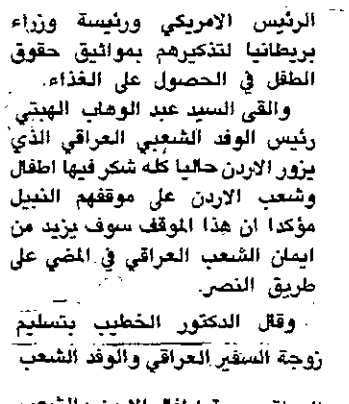 الرئيس الامريكي ورئيسة وزراء
بريطانيا لتذكيرهم بمواثيق حقوق
الطفل في الحصول على الغذاء.
والقى السيد عبد الوهاب الهيتي
رئيس الوفد الشعبي العراقي الذي
يزور الاردن حاليا كله شكر فيها اطفال
وشعب الاردن على موقفهم النبيل
مؤكدا ان هذا الموقف سوف يزيد من
ايمان الشعب العراقي في المضي على
طريق النصر.
وقال الدكتور الخطيب بتسليم
زوجة السفير العراقي والوفد الشعب